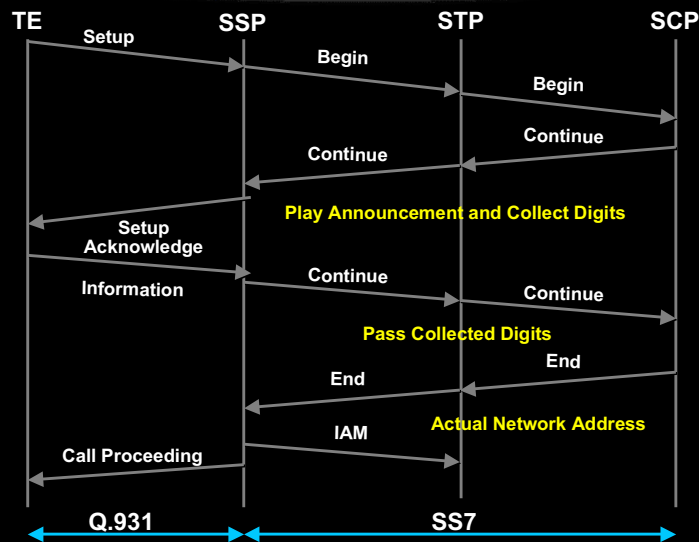 TE SSP STP SCP
Setup
Begin
Begin
Continue
Continue
Play Announcement and Collect Digits
Setup
Acknowledge
Information
Continue
Continue
Pass Collected Digits
End
End
Actual Network Address
IAM
Call Proceeding
Q.931 SS7